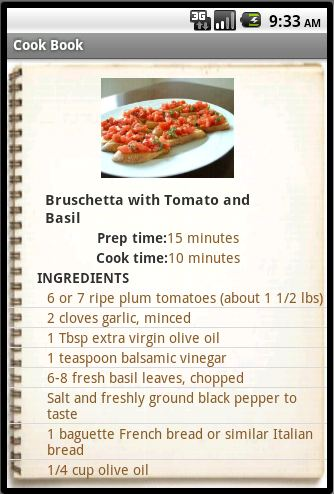 3G 9:33 AM
Cook Book
Bruschetta with Tomato and
Basil
Prep time:15 minutes
Cook time:10 minutes
INGREDIENTS
6 or 7 ripe plum tomatoes (about 1 1/2 lbs)
2 cloves garlic, minced
1 Tbsp extra virgin olive oil
1 teaspoon balsamic vinegar
6-8 fresh basil leaves, chopped
Salt and freshly ground black pepper to
taste
1 baguette French bread or similar Italian
bread
1/4 cup olive oil